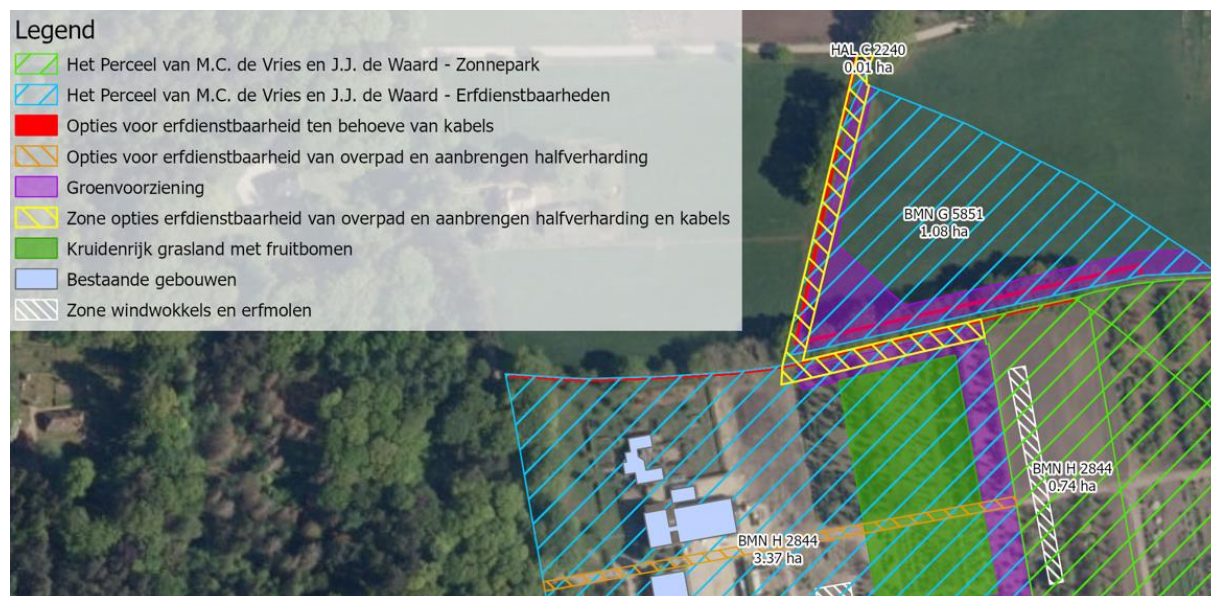 Legend
Het Perceel van M.C. de Vries en J.J. de Waard - Zonnepark
Het Perceel van M.C. de Vries en J.J. de Waard - Erfdienstbaarheden
Opties voor erfdienstbaarheid ten behoeve van kabels
Opties voor erfdienstbaarheid van overpad en aanbrengen halfverharding
Groenvoorziening
Zone opties erfdienstbaarheid van overpad en aanbrengen halfverharding en kabels
Kruidenrijk grasland met fruitbomen
Bestaande gebouwen
Zone windwokkels en erfmolen
HAL C 2240
0.01 ha
BMN G 5851
1.08 ha
BMN H 2844
0.74 ha
BMN H 2844
3.37 ha